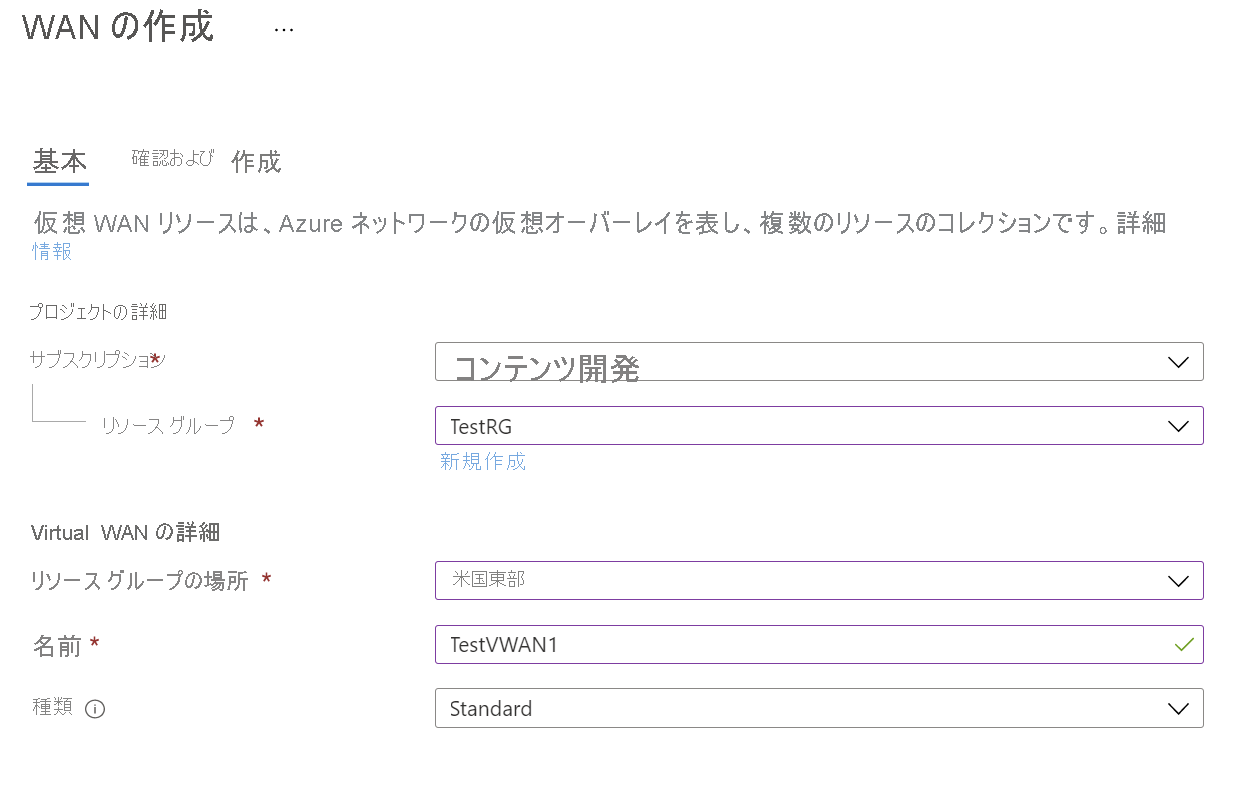 WAN の作成 ...
基本 確認および 作成
仮想 WAN リソースは、Azure ネットワークの仮想オーバーレイを表し、複数のリソースのコレクションです。詳細
情報
プロジェクトの詳細
サブスクリプション* コンテンツ開発
リソース グループ * TestRG
新規作成
Virtual WAN の詳細
リソース グループの場所 * 米国東部
名前 * TestVWAN1
種類 Standard